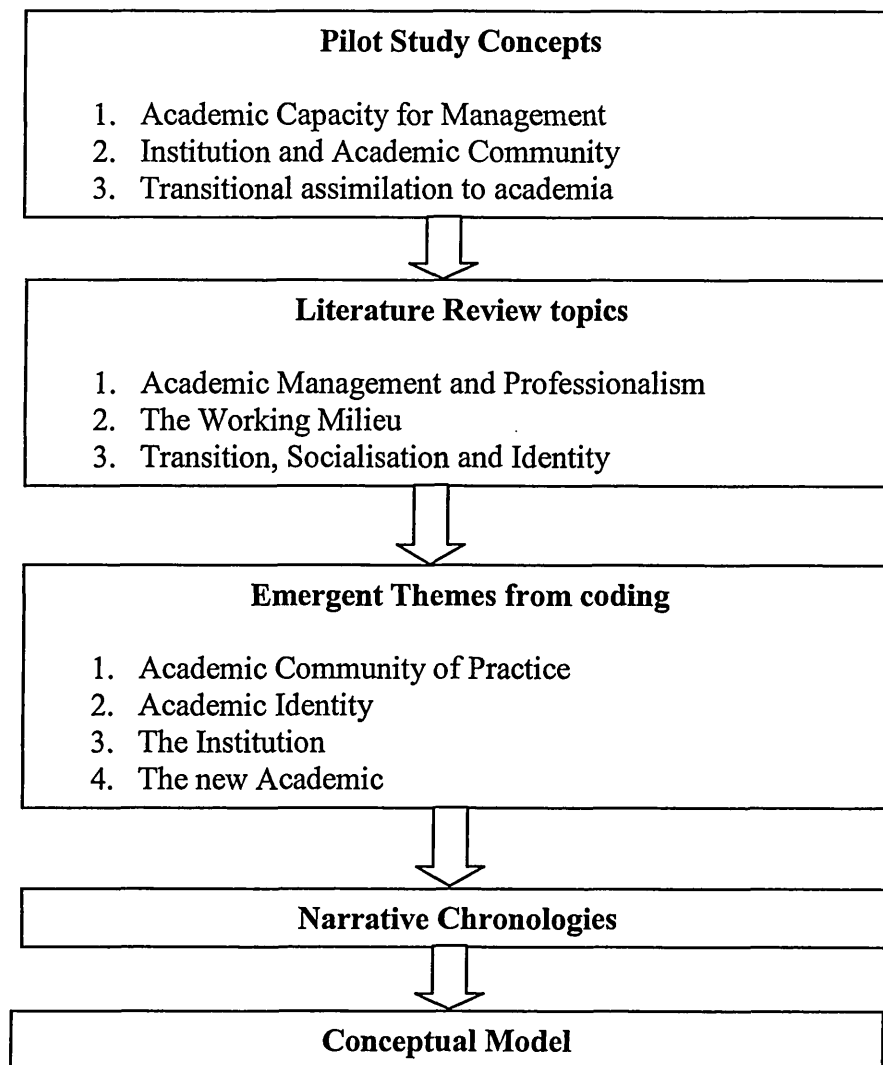 Pilot Study Concepts
1. Academic Capacity for Management
2. Institution and Academic Community
3. Transitional assimilation to academia
Literature Review topics
1. Academic Management and Professionalism
2. The Working Milieu
3. Transition, Socialisation and Identity
Emergent Themes from coding
1. Academic Community of Practice
2. Academic Identity
3. The Institution
4. The new Academic
Narrative Chronologies
Conceptual Model